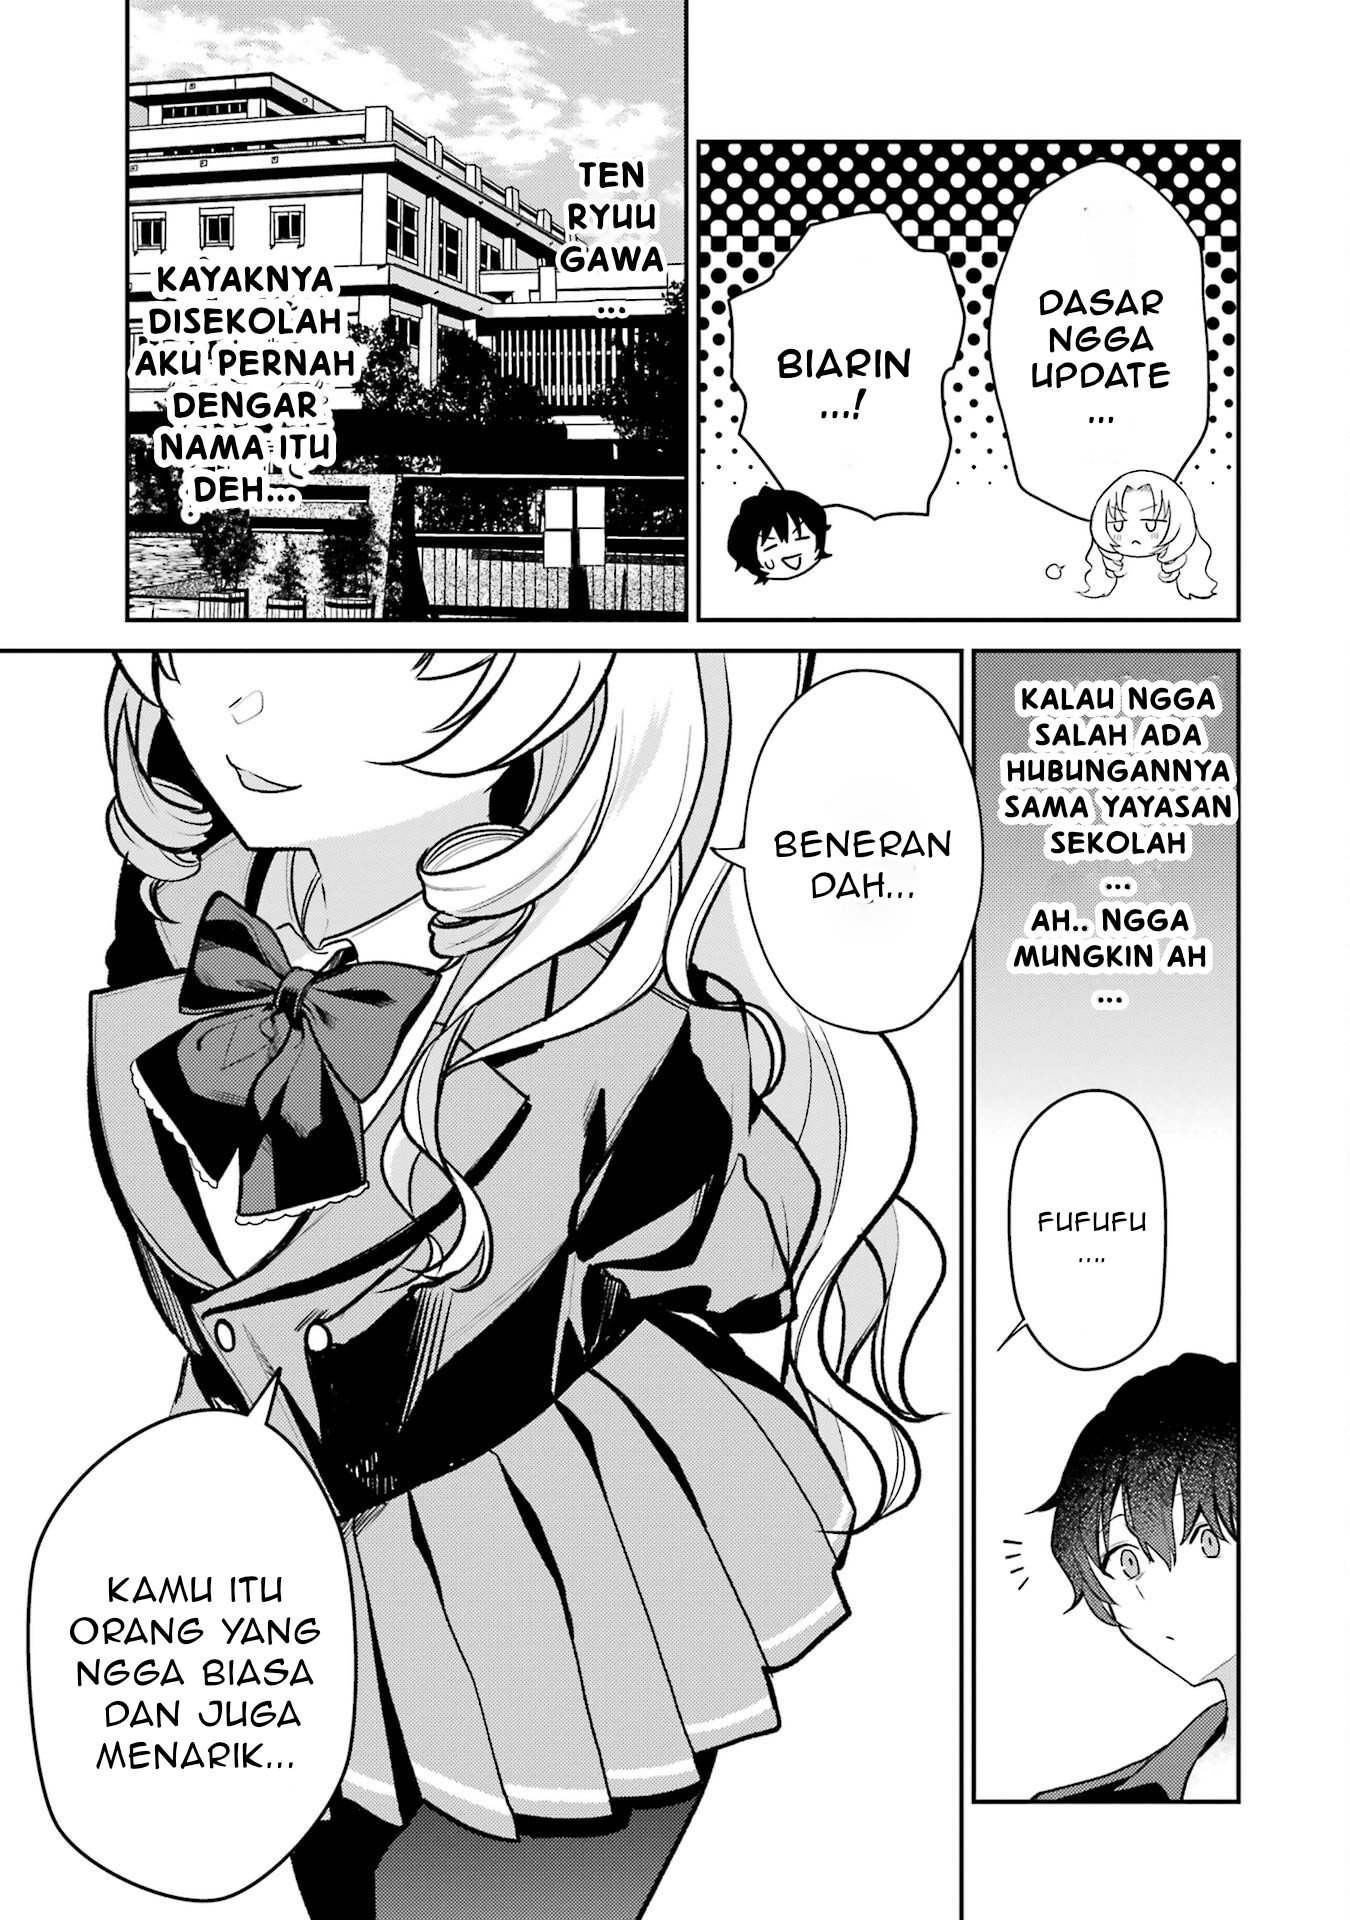 DASAR
NGGA
UPDATE
...
BIARIN
...!
TEN
RYUU
GAWA
...
KAYAKNYA
DISEKOLAH
AKU PERNAH
DENGAR
NAMA ITU
DEH...
KALAU NGGA
SALAH ADA
HUBUNGANNYA
SAMA YAYASAN
SEKOLAH
...
AH.. NGGA
MUNGKIN AH
...
FUFUFU
....
BENERAN
DAH...
KAMU ITU
ORANG YANG
NGGA BIASA
DAN JUGA
MENARIK...